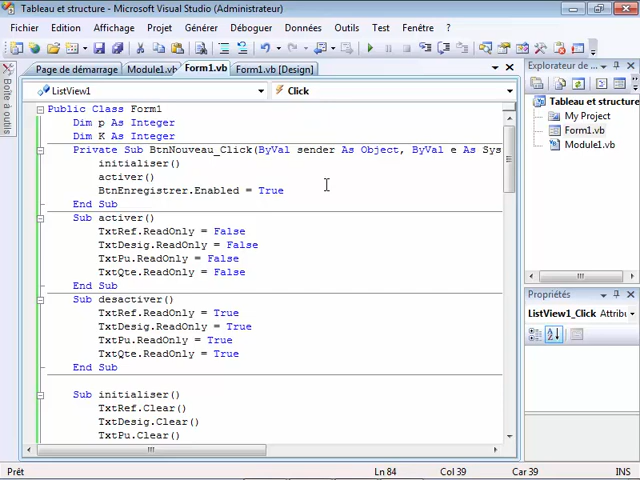 Tableau et structure - Microsoft Visual Studio (Administrateur)
Fichier Edition Affichage Projet Générer Déboguer Données Outils Test Fenêtre ?
Page de démarrage Module1.vb Form1.vb Form1.vb [Design]
Explorateur de
Boîte à outils
ListView1 Click
Tableau et structure
My Project
Form1.vb
Module1.vb
Public Class Form1
Dim p As Integer
Dim K As Integer
Private Sub BtnNouveau_Click(ByVal sender As Object, ByVal e As Sys
initialiser()
activer()
BtnEnregistrer.Enabled = True
End Sub
Sub activer()
TxtRef.ReadOnly = False
TxtDesig.ReadOnly = False
TxtPu.ReadOnly = False
TxtQte.ReadOnly = False
End Sub
Sub desactiver()
TxtRef.ReadOnly = True
TxtDesig.ReadOnly = True
TxtPu.ReadOnly = True
TxtQte.ReadOnly = True
End Sub
Sub initialiser()
TxtRef.Clear()
TxtDesig.Clear()
TxtPu.Clear()
Propriétés
ListView1_Click Attribu
Prêt Ln 84 Col 39 Car 39 INS